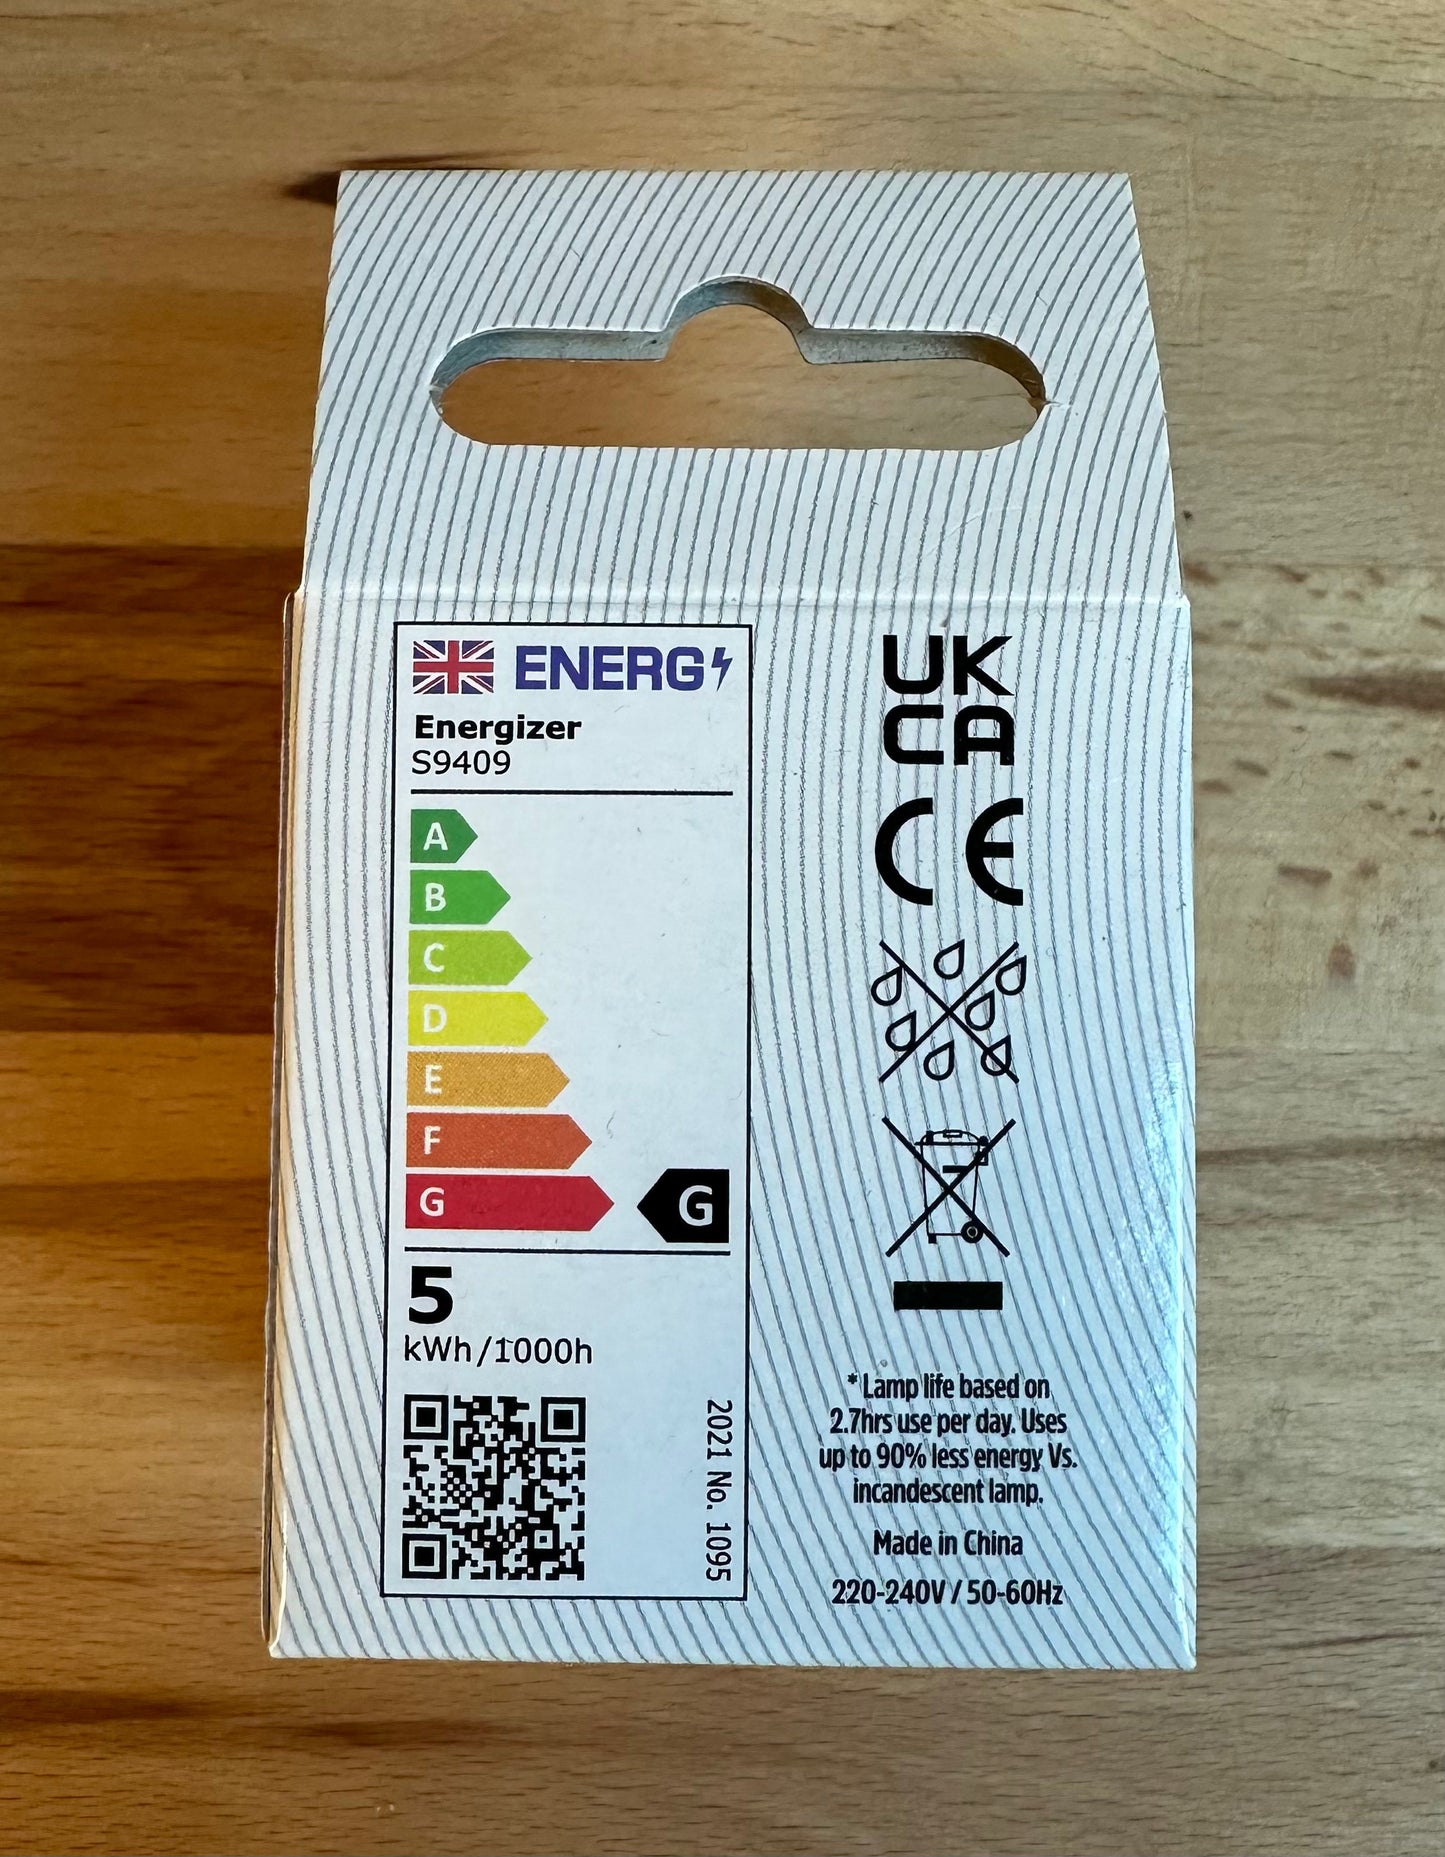 ENERG
Energizer
S9409
A
B
C
D
E
F
G
G
5
kWh/1000h
2021 No. 1095
UK
CA
CE
* Lamp life based on
2.7hrs use per day. Uses
up to 90% less energy Vs.
incandescent lamp.
Made in China
220-240V / 50-60Hz